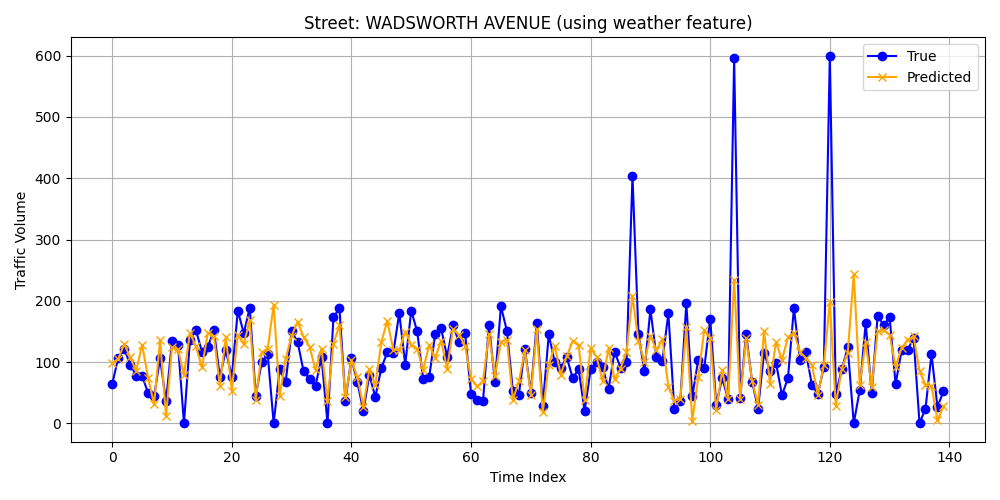 Street: WADSWORTH AVENUE (using weather feature)
True
Predicted
Traffic Volume
600
500
400
300
200
100
0
0 20 40 60 80 100 120 140
Time Index